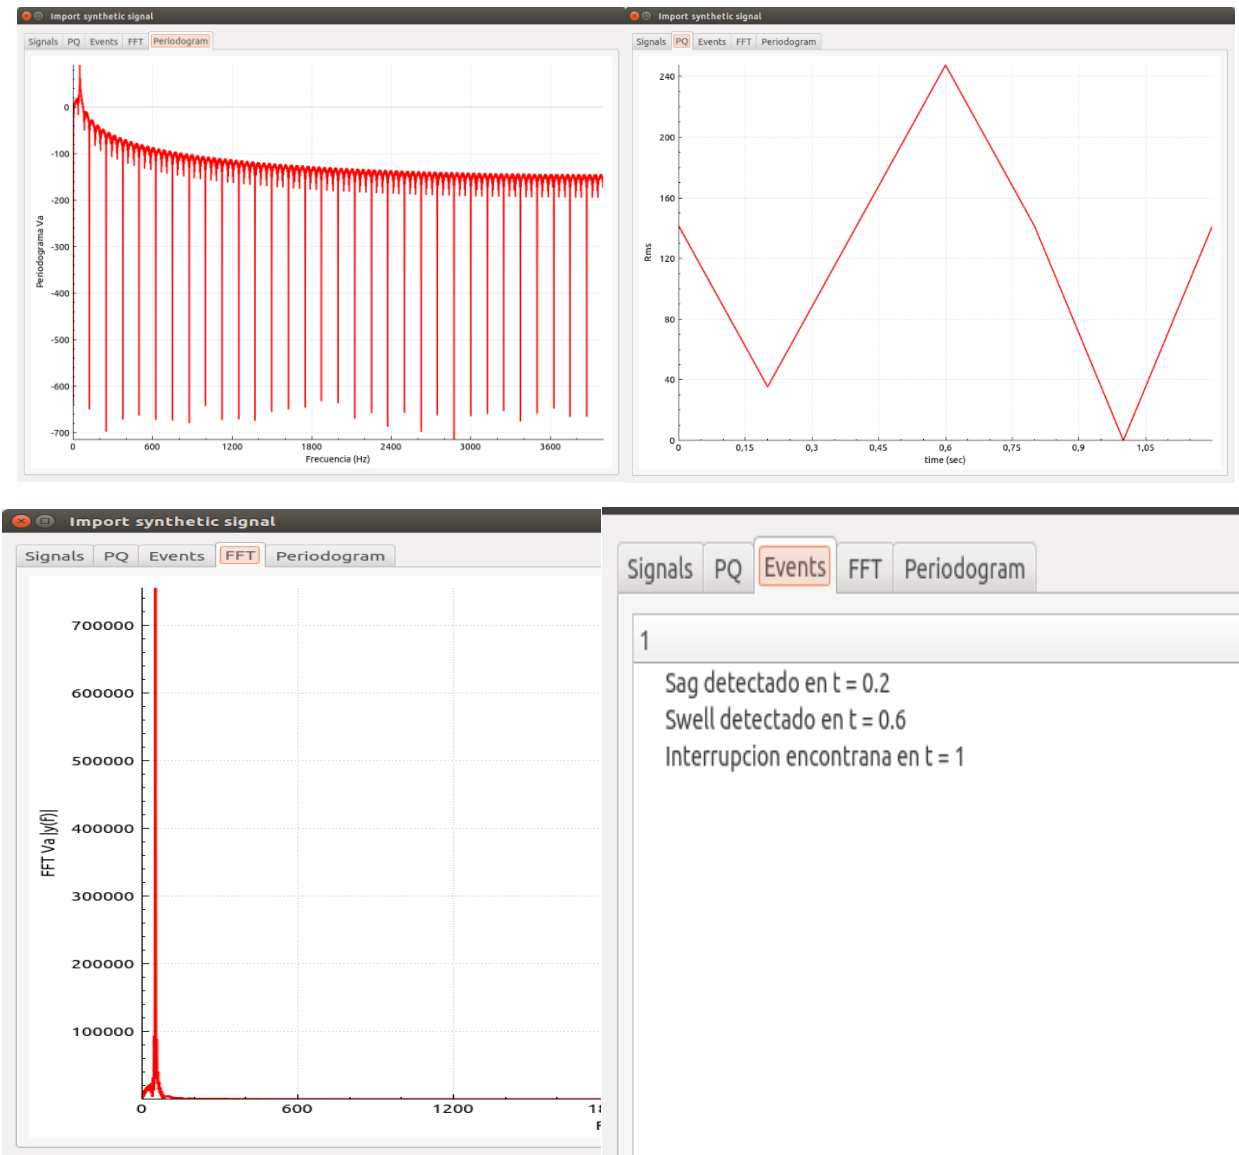 Import synthetic signal
Signals PQ Events FFT Periodogram
0
-100
-200
-300
-400
-500
-600
-700
Periodograma Va
0 600 1200 1800 2400 3000 3600
Frecuencia (Hz)
Import synthetic signal
Signals PQ Events FFT Periodogram
240
200
160
120
80
40
0
Rms
0 0,15 0,3 0,45 0,6 0,75 0,9 1,05
time (sec)
Import synthetic signal
Signals PQ Events FFT Periodogram
700000
600000
500000
400000
300000
200000
100000
FFT Va |y(f)|
0 600 1200 18
F
Signals PQ Events FFT Periodogram
1
Sag detectado en t = 0.2
Swell detectado en t = 0.6
Interrupcion encontrana en t = 1